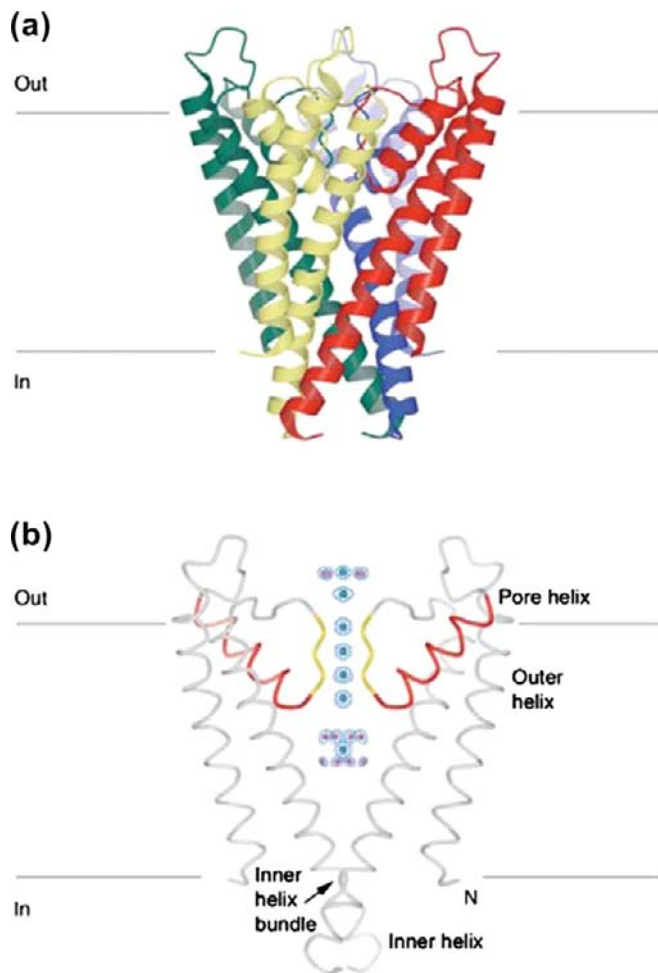 (a)
Out
In
(b)
Out
Pore helix
Outer
helix
Inner
helix
bundle
N
In
Inner helix